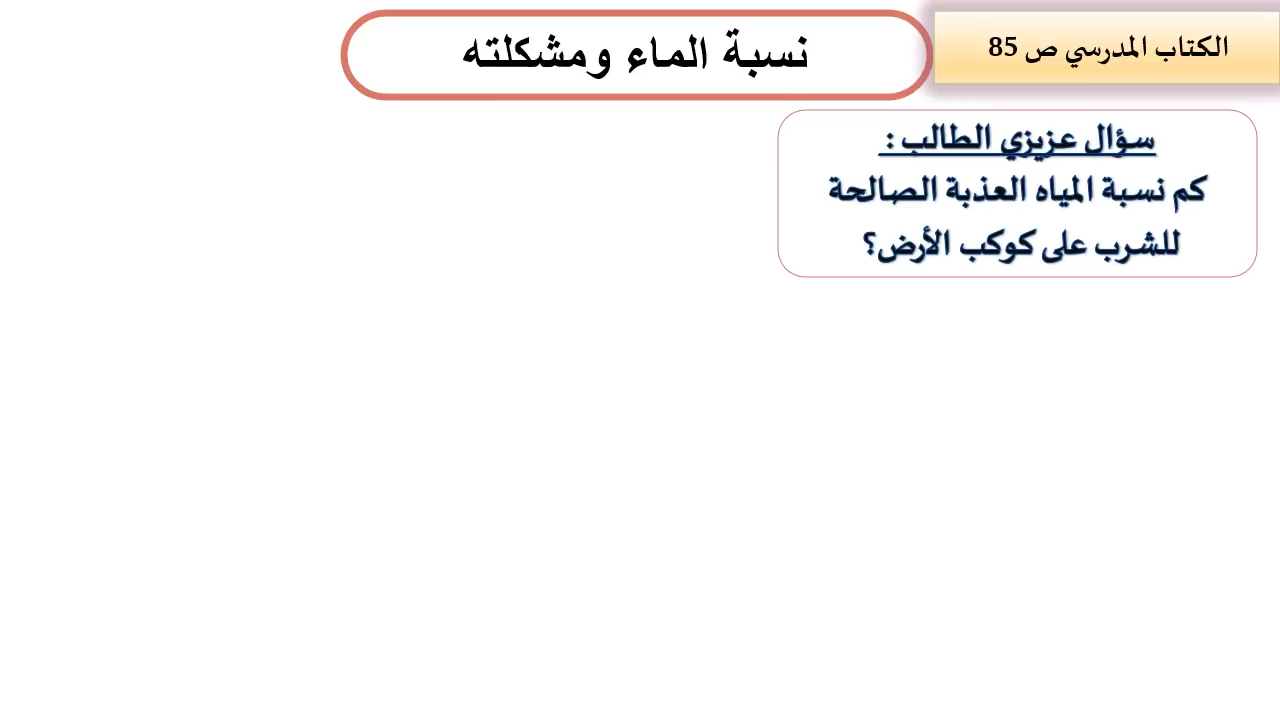 الكتاب المدرسي ص 85
نسبة الماء ومشكلته
سؤال عزيزي الطالب :
كم نسبة المياه العذبة الصالحة
للشرب على كوكب الأرض؟